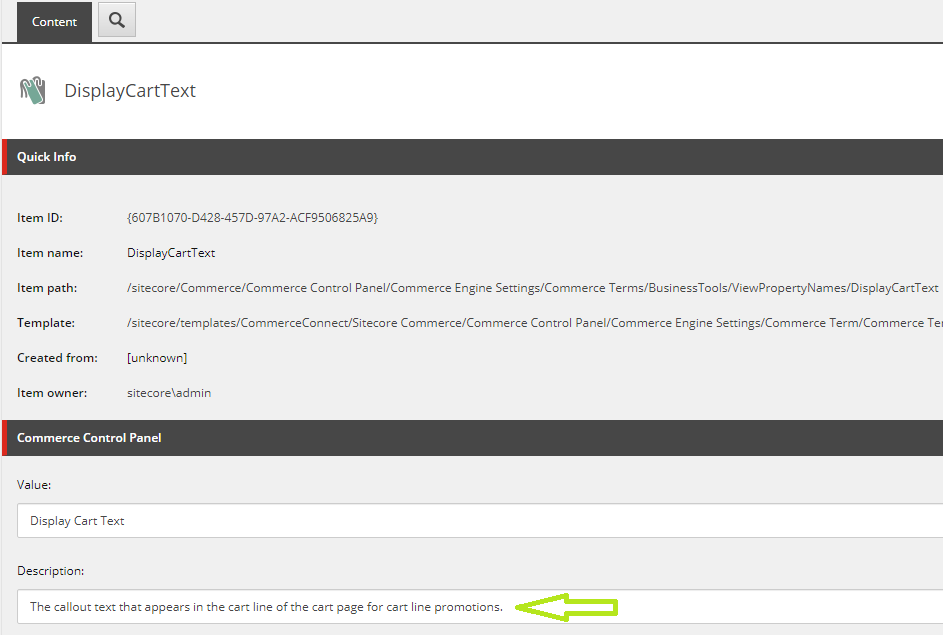 Content
DisplayCartText
Quick Info
Item ID: {607B1070-D428-457D-97A2-ACF9506825A9}
Item name: DisplayCartText
Item path: /sitecore/Commerce/Commerce Control Panel/Commerce Engine Settings/Commerce Terms/BusinessTools/ViewPropertyNames/DisplayCartText
Template: /sitecore/templates/CommerceConnect/Sitecore Commerce/Commerce Control Panel/Commerce Engine Settings/Commerce Term/Commerce
Created from: [unknown]
Item owner: sitecore\admin
Commerce Control Panel
Value:
Display Cart Text
Description:
The callout text that appears in the cart line of the cart page for cart line promotions.